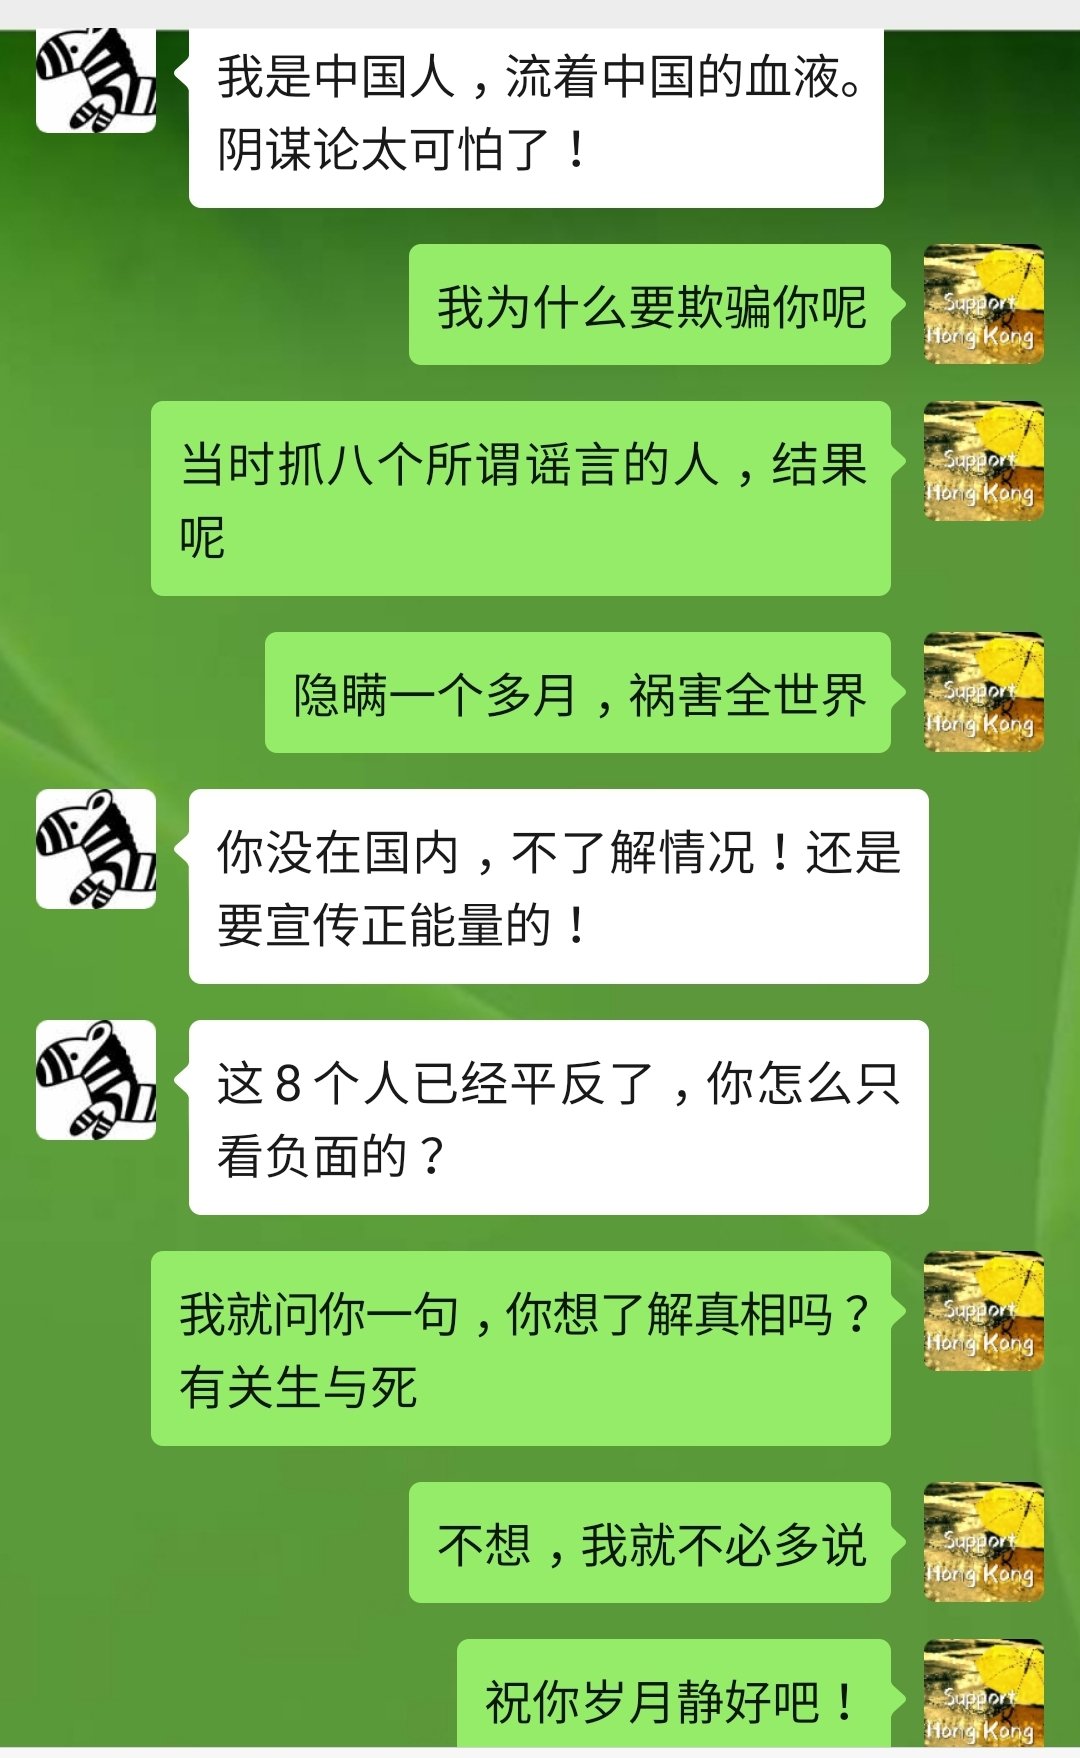 我是中国人，流着中国的血液。
阴谋论太可怕了！
我为什么要欺骗你呢
Support
Hong Kong
当时抓八个所谓谣言的人，结果
呢
Support
Hong Kong
隐瞒一个多月，祸害全世界
Support
Hong Kong
你没在国内，不了解情况！还是
要宣传正能量的！
这8个人已经平反了，你怎么只
看负面的？
我就问你一句，你想了解真相吗？
有关生与死
Support
Hong Kong
不想，我就不必多说
Support
Hong Kong
祝你岁月静好吧！
Support
Hong Kong